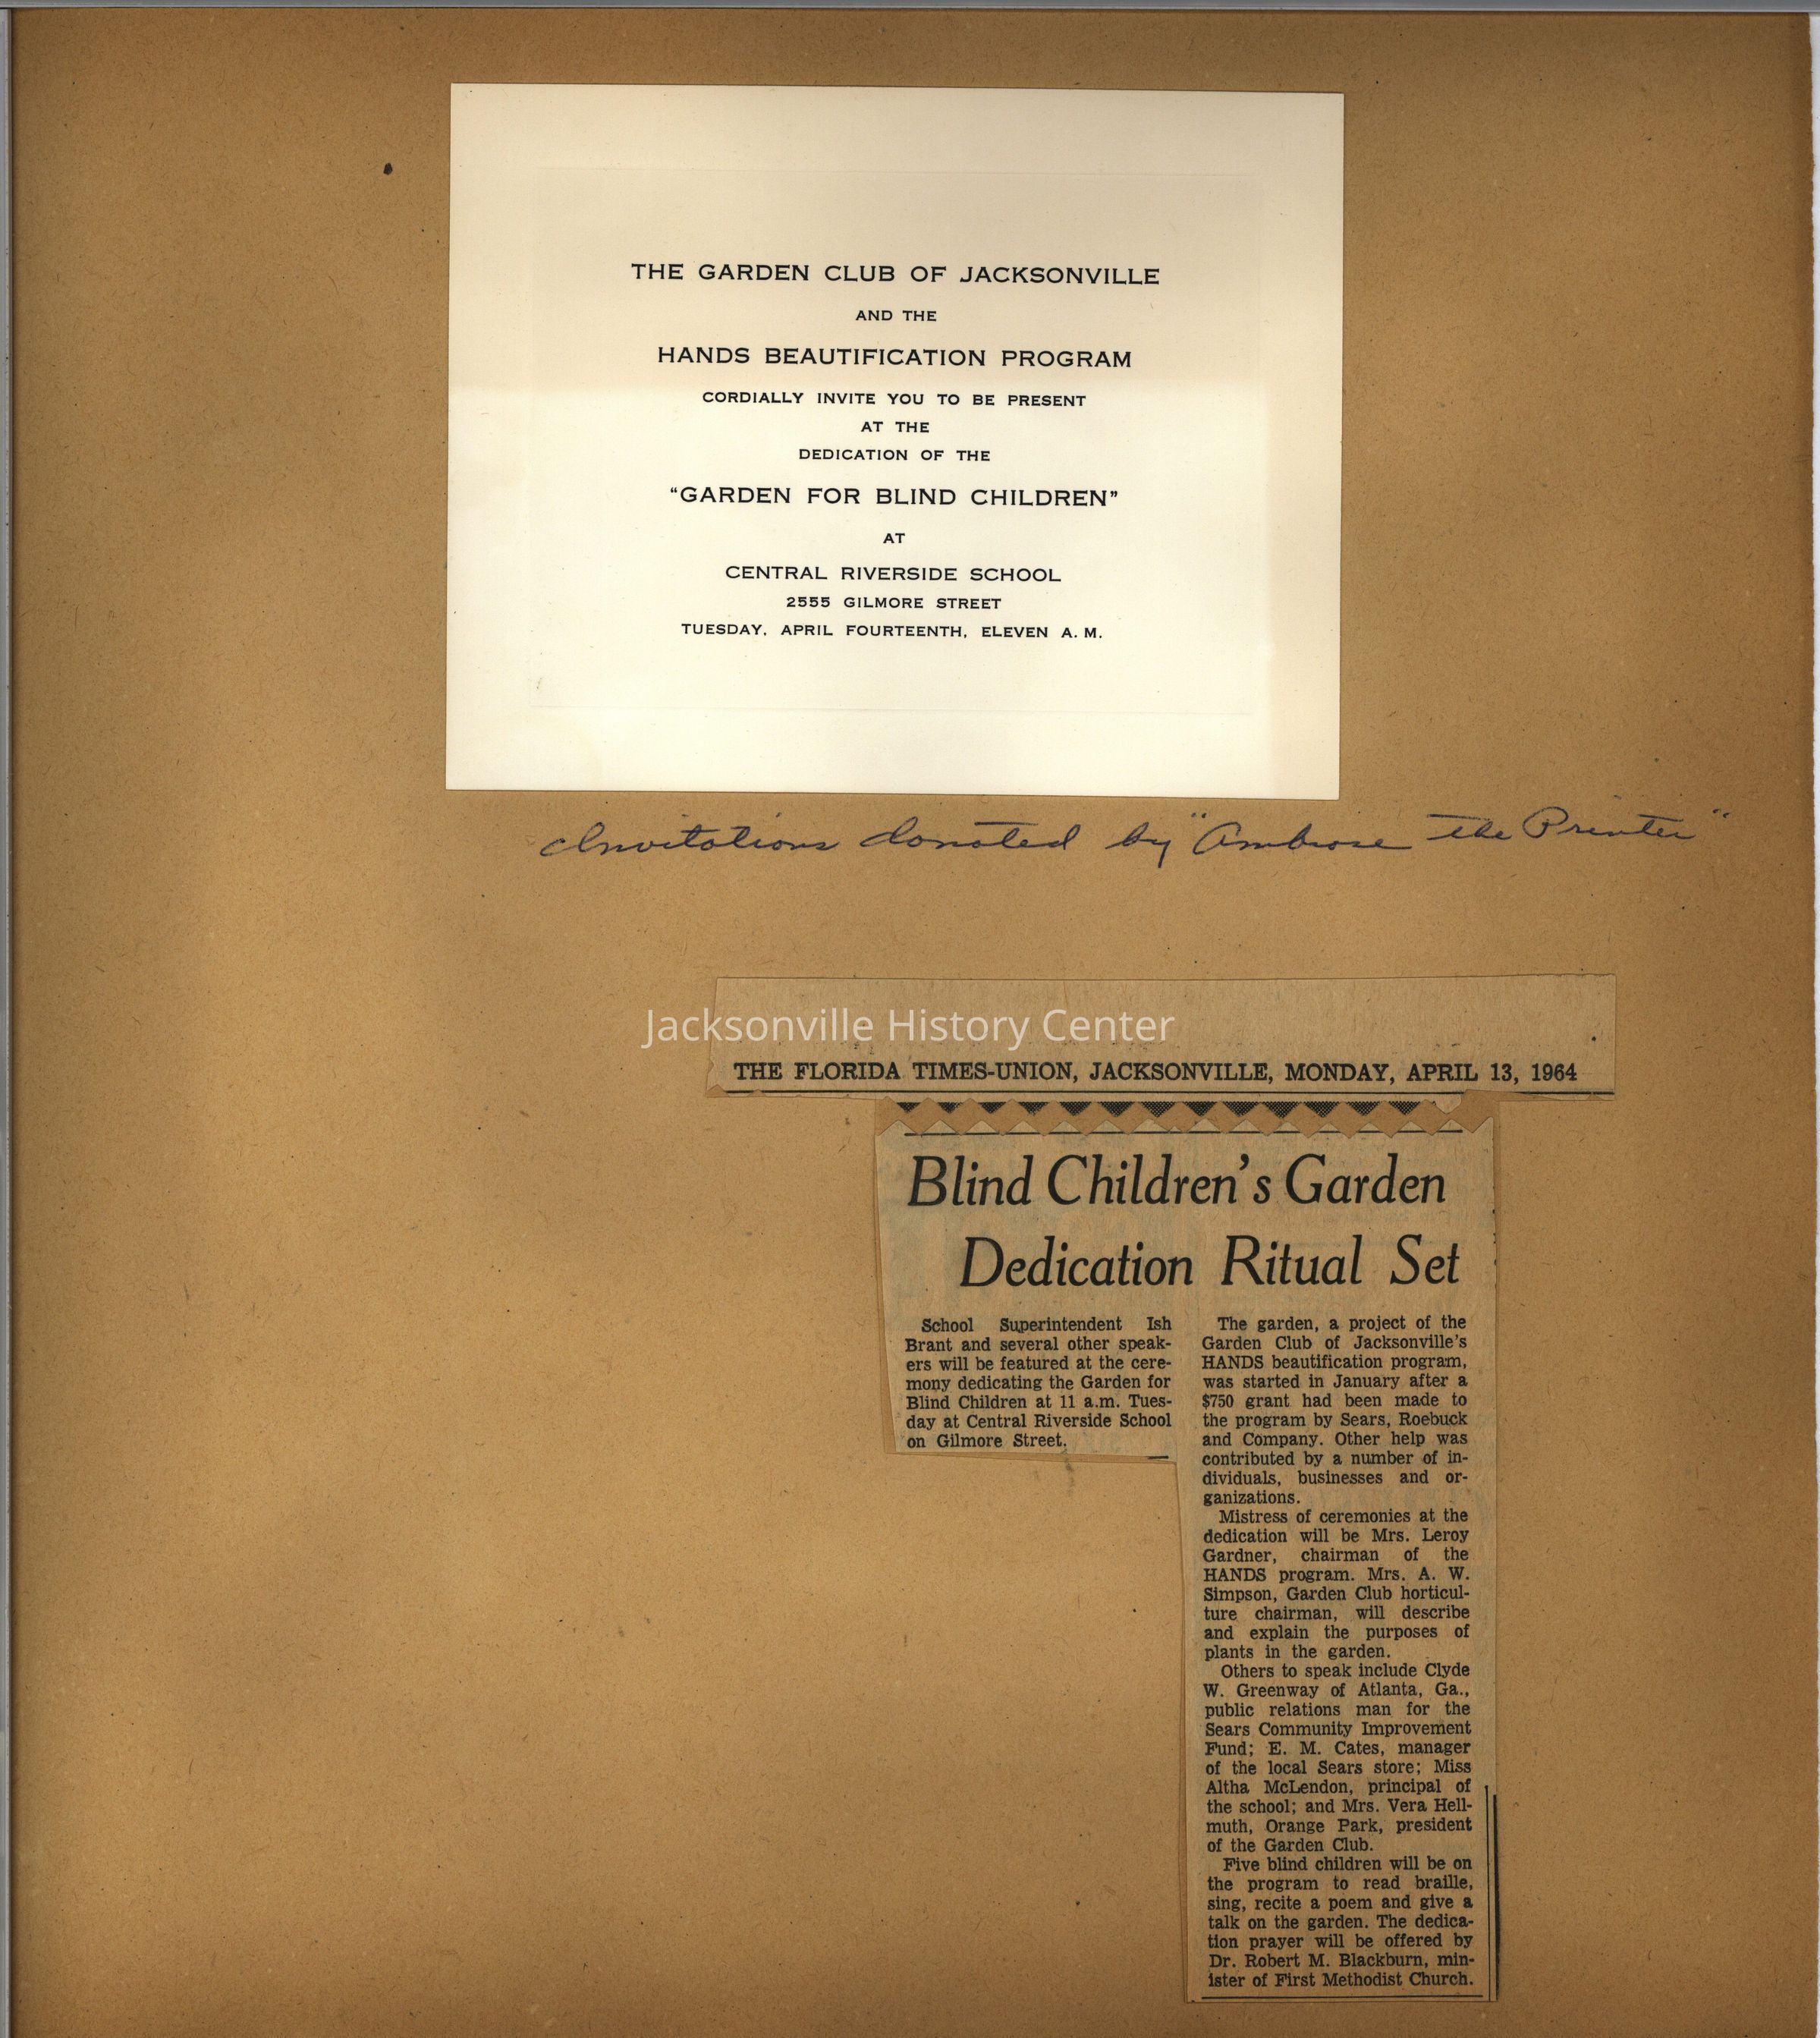 THE GARDEN CLUB OF JACKSONVILLE
AND THE
HANDS BEAUTIFICATION PROGRAM
CORDIALLY INVITE YOU TO BE PRESENT
AT THE
DEDICATION OF THE
“GARDEN FOR BLIND CHILDREN”
AT
CENTRAL RIVERSIDE SCHOOL
2555 GILMORE STREET
TUESDAY, APRIL FOURTEENTH, ELEVEN A. M.
Invitations donated by "Ambrose the Printer"
Jacksonville History Center
THE FLORIDA TIMES-UNION, JACKSONVILLE, MONDAY, APRIL 13, 1964
Blind Children's Garden
Dedication Ritual Set
School Superintendent Ish
Brant and several other speak-
ers will be featured at the cere-
mony dedicating the Garden for
Blind Children at 11 a.m. Tues-
day at Central Riverside School
on Gilmore Street.
The garden, a project of the
Garden Club of Jacksonville's
HANDS beautification program,
was started in January after a
$750 grant had been made to
the program by Sears, Roebuck
and Company. Other help was
contributed by a number of in-
dividuals, businesses and or-
ganizations.
Mistress of ceremonies at the
dedication will be Mrs. Leroy
Gardner, chairman of the
HANDS program. Mrs. A. W.
Simpson, Garden Club horticul-
ture chairman, will describe
and explain the purposes of
plants in the garden.
Others to speak include Clyde
W. Greenway of Atlanta, Ga.,
public relations man for the
Sears Community Improvement
Fund; E. M. Cates, manager
of the local Sears store; Miss
Altha McLendon, principal of
the school; and Mrs. Vera Hell-
muth, Orange Park, president
of the Garden Club.
Five blind children will be on
the program to read braille,
sing, recite a poem and give a
talk on the garden. The dedica-
tion prayer will be offered by
Dr. Robert M. Blackburn, min-
ister of First Methodist Church.